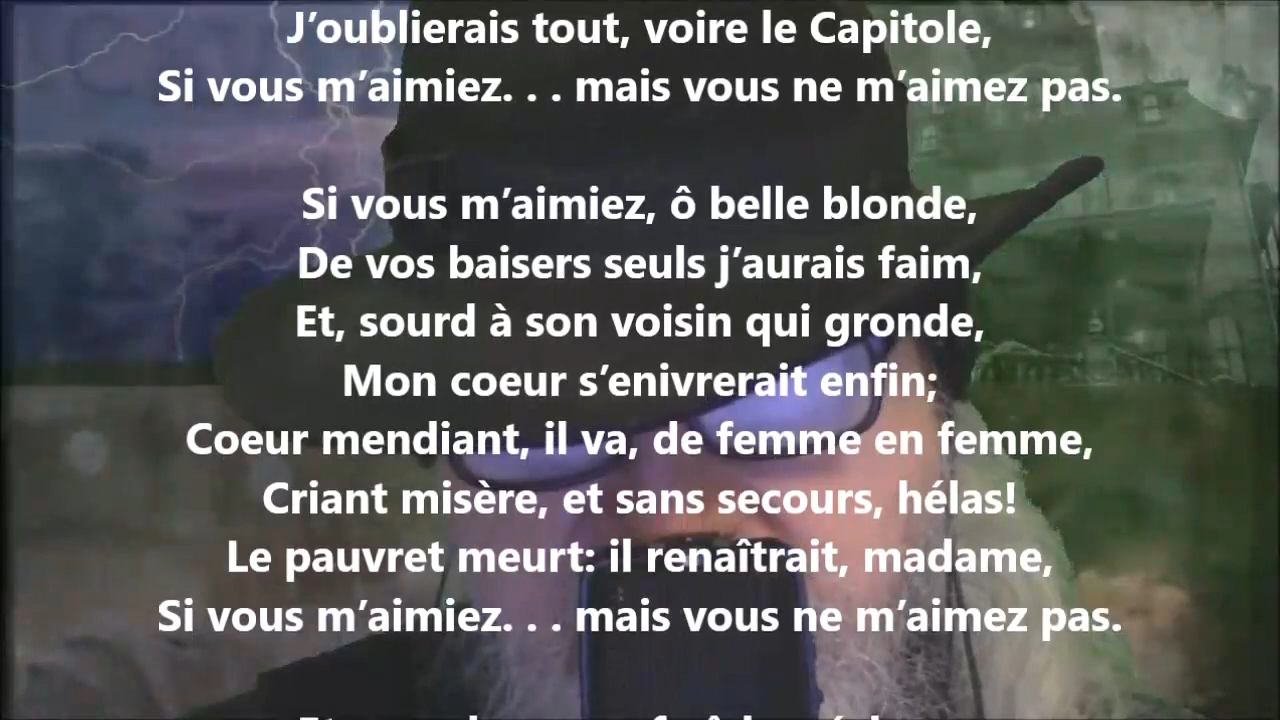 J’oublierais tout, voire le Capitole,
Si vous m’aimiez. . . mais vous ne m’aimez pas.
Si vous m’aimiez, ô belle blonde,
De vos baisers seuls j’aurais faim,
Et, sourd à son voisin qui gronde,
Mon coeur s’enivrerait enfin;
Coeur mendiant, il va, de femme en femme,
Criant misère, et sans secours, hélas!
Le pauvret meurt: il renaîtrait, madame,
Si vous m’aimiez. . . mais vous ne m’aimez pas.